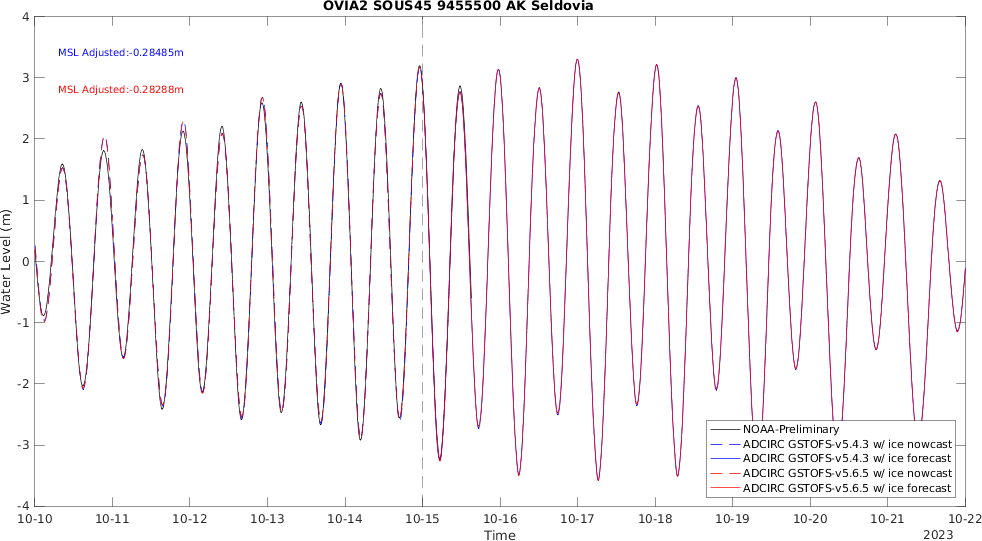 OVIA2 SOUS45 9455500 AK Seldovia
MSL Adjusted:-0.28485m
MSL Adjusted:-0.28288m
Water Level (m)
4
3
2
1
0
-1
-2
-3
-4
NOAA-Preliminary
ADCIRC GSTOFS-v5.4.3 w/ ice nowcast
ADCIRC GSTOFS-v5.4.3 w/ ice forecast
ADCIRC GSTOFS-v5.6.5 w/ ice nowcast
ADCIRC GSTOFS-v5.6.5 w/ ice forecast
10-10 10-11 10-12 10-13 10-14 10-15 10-16 10-17 10-18 10-19 10-20 10-21 10-22
Time
2023